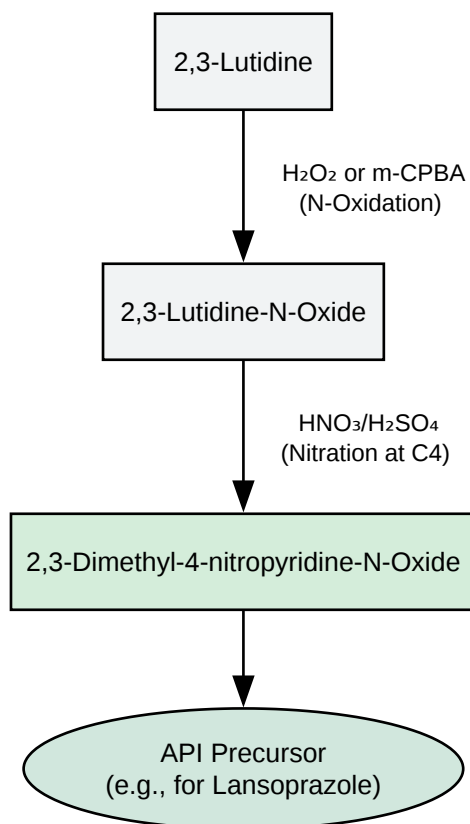 2,3-Lutidine
H₂O₂ or m-CPBA
(N-Oxidation)
2,3-Lutidine-N-Oxide
HNO₃/H₂SO₄
(Nitration at C4)
2,3-Dimethyl-4-nitropyridine-N-Oxide
API Precursor
(e.g., for Lansoprazole)